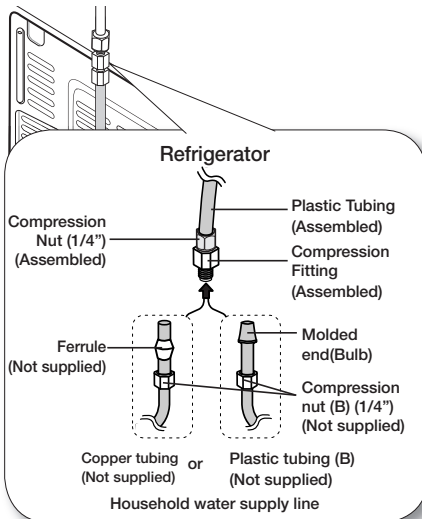 Refrigerator
Plastic Tubing
(Assembled)
Compression
Nut (1/4”)
(Assembled)
Compression
Fitting
(Assembled)
Ferrule
(Not supplied)
Molded
end(Bulb)
Compression
nut (B) (1/4”)
(Not supplied)
Copper tubing
(Not supplied)
or
Plastic tubing (B)
(Not supplied)
Household water supply line